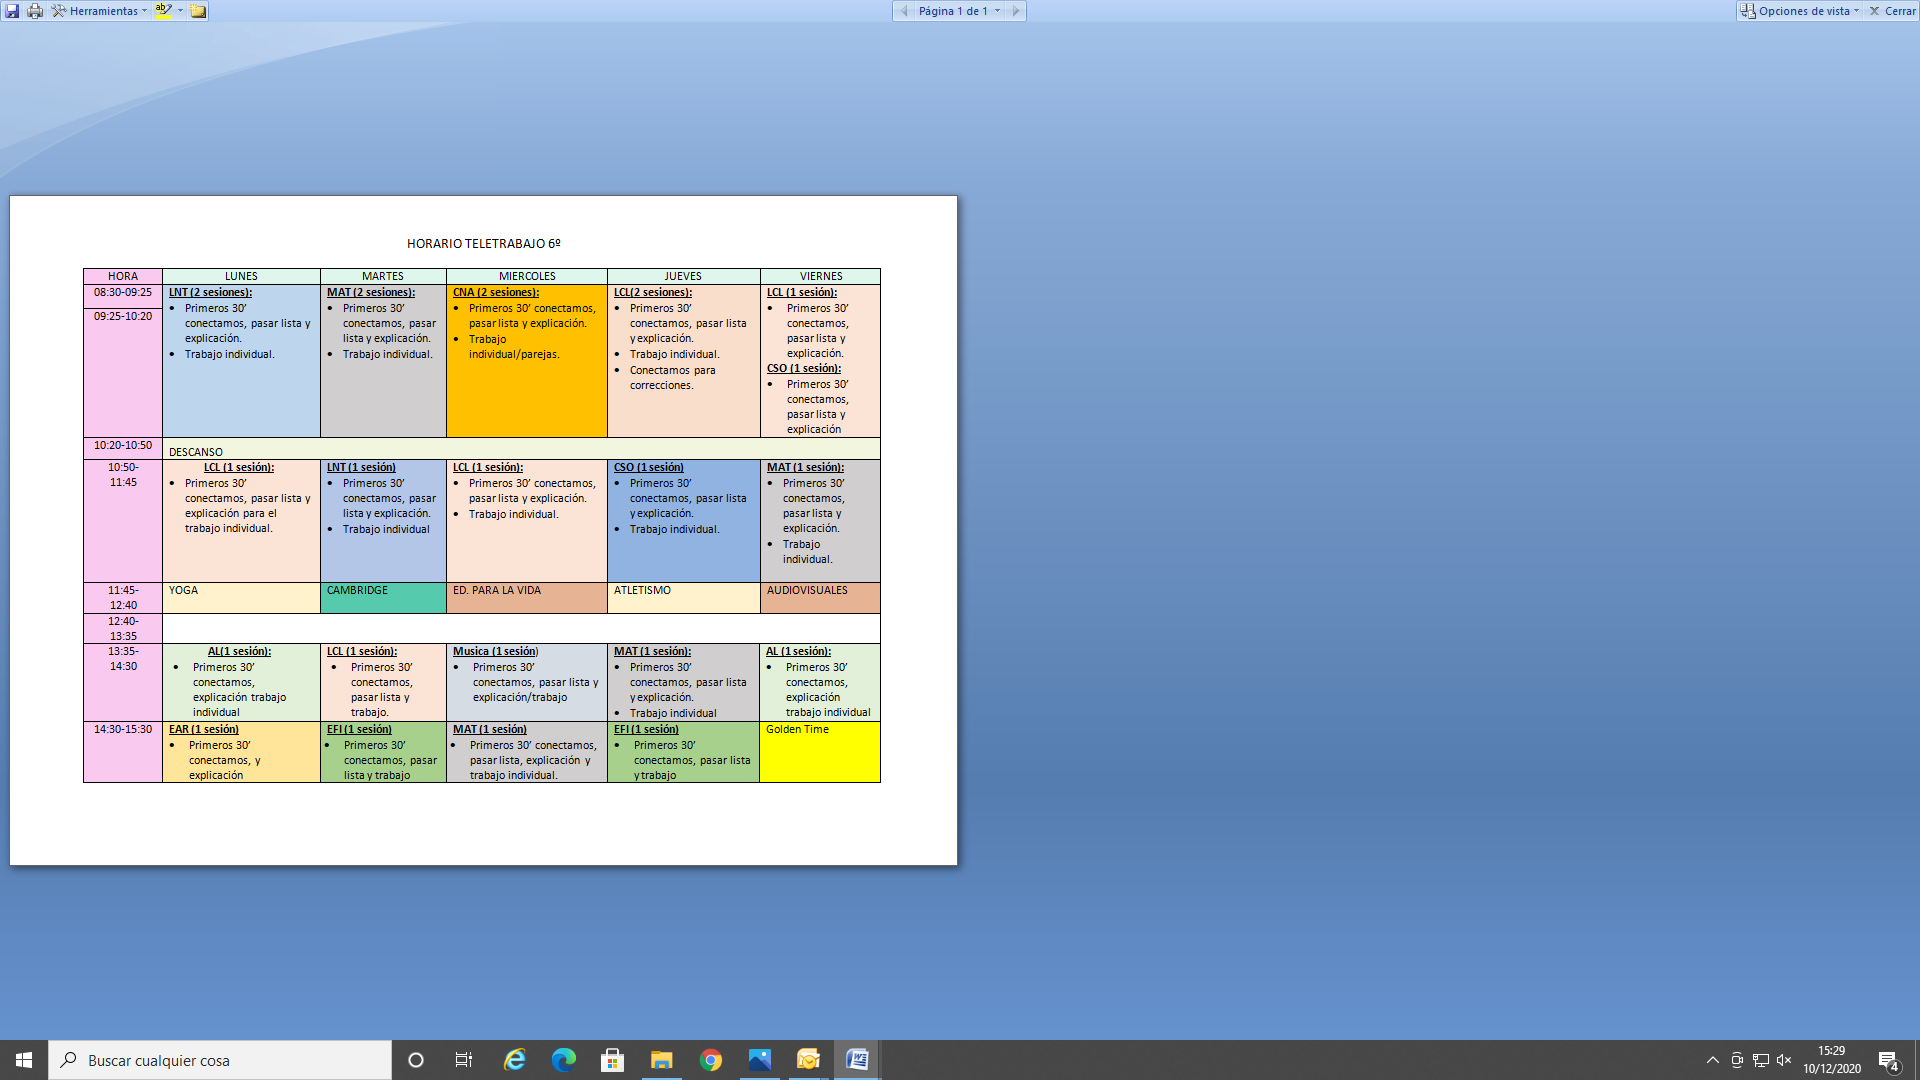 Herramientas
Página 1 de 1
Opciones de vista
Cerrar
HORARIO TELETRABAJO 6º
HORA LUNES MARTES MIERCOLES JUEVES VIERNES
08:30-09:25
09:25-10:20
LNT (2 sesiones):
• Primeros 30’
conectamos, pasar lista y
explicación.
• Trabajo individual.
MAT (2 sesiones):
• Primeros 30’
conectamos, pasar
lista y explicación.
• Trabajo individual.
CNA (2 sesiones):
• Primeros 30’ conectamos,
pasar lista y explicación.
• Trabajo
individual/parejas.
LCL(2 sesiones):
• Primeros 30’
conectamos, pasar lista
y explicación.
• Trabajo individual.
• Conectamos para
correcciones.
LCL (1 sesión):
• Primeros 30’
conectamos,
pasar lista y
explicación.
CSO (1 sesión):
• Primeros 30’
conectamos,
pasar lista y
explicación
10:20-10:50
DESCANSO
10:50-
11:45
LCL (1 sesión):
• Primeros 30’
conectamos, pasar lista y
explicación para el
trabajo individual.
LNT (1 sesión)
• Primeros 30’
conectamos, pasar
lista y explicación.
• Trabajo individual
LCL (1 sesión):
• Primeros 30’ conectamos,
pasar lista y explicación.
• Trabajo individual.
CSO (1 sesión)
• Primeros 30’
conectamos, pasar lista
y explicación.
• Trabajo individual.
MAT (1 sesión):
• Primeros 30’
conectamos,
pasar lista y
explicación.
• Trabajo
individual.
11:45-
12:40
YOGA
CAMBRIDGE
ED. PARA LA VIDA
ATLETISMO
AUDIOVISUALES
12:40-
13:35
13:35-
14:30
AL(1 sesión):
• Primeros 30’
conectamos,
explicación trabajo
individual
LCL (1 sesión):
• Primeros 30’
conectamos,
pasar lista y
trabajo.
Musica (1 sesión)
• Primeros 30’
conectamos, pasar lista y
explicación/trabajo
MAT (1 sesión):
• Primeros 30’
conectamos, pasar lista
y explicación.
• Trabajo individual
AL (1 sesión):
• Primeros 30’
conectamos,
explicación
trabajo individual
14:30-15:30
EAR (1 sesión)
• Primeros 30’
conectamos, y
explicación
EFI (1 sesión)
• Primeros 30’
conectamos, pasar
lista y trabajo
MAT (1 sesión)
• Primeros 30’ conectamos,
pasar lista, explicación y
trabajo individual.
EFI (1 sesión)
• Primeros 30’
conectamos, pasar lista
y trabajo
Golden Time
Buscar cualquier cosa
15:29
10/12/2020
4